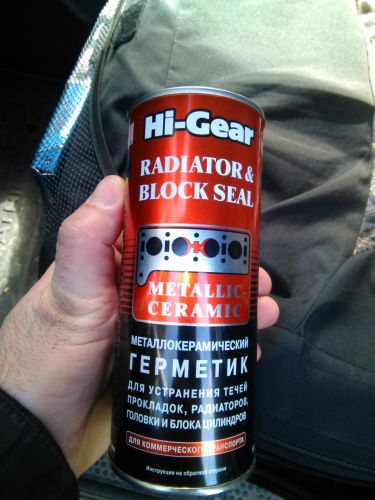 Hi-Gear
RADIATOR &
BLOCK SEAL
METALLIC-
CERAMIC
МЕТАЛЛОКЕРАМИЧЕСКИЙ
ГЕРМЕТИК
ДЛЯ УСТРАНЕНИЯ ТЕЧЕЙ
ПРОКЛАДОК, РАДИАТОРОВ,
ГОЛОВКИ И БЛОКА ЦИЛИНДРОВ
ДЛЯ КОММЕРЧЕСКОГО ТРАНСПОРТА
Инструкция на обратной стороне